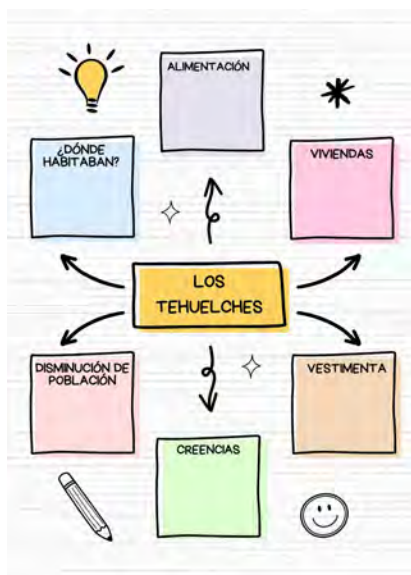 ALIMENTACIÓN
¿DÓNDE
HABITABAN?
VIVIENDAS
LOS
TEHUELCHES
DISMINUCIÓN DE
POBLACIÓN
VESTIMENTA
CREENCIAS